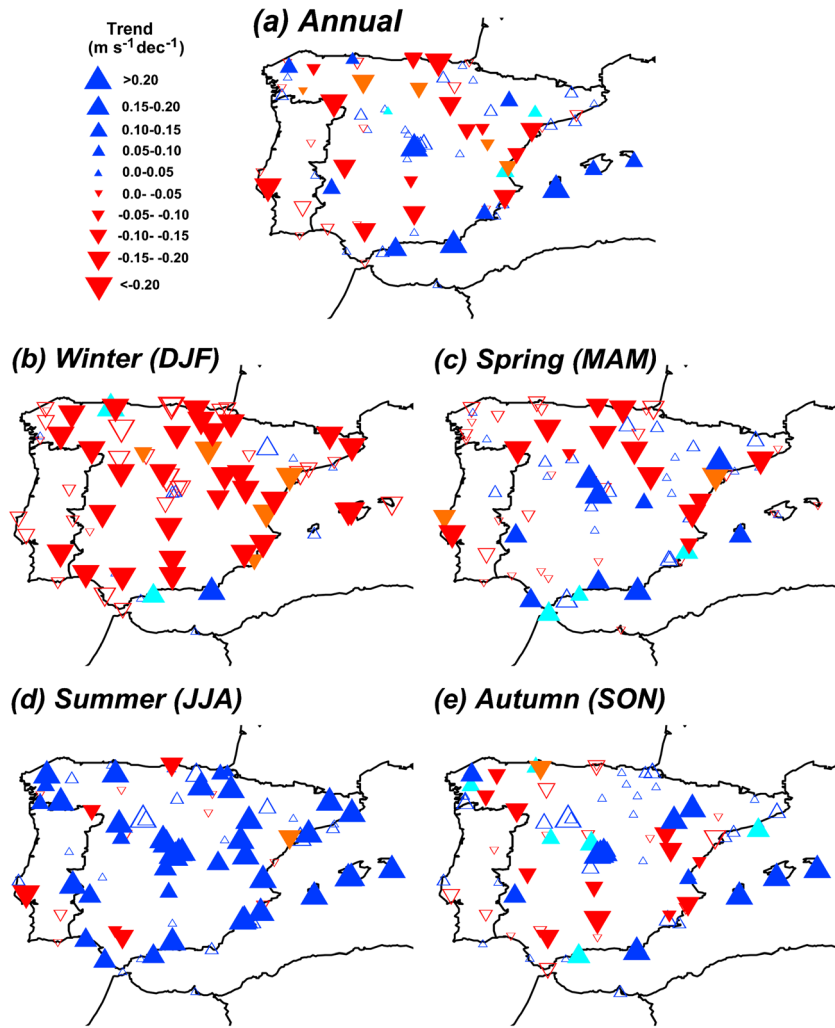 (a) Annual
Trend
(m s⁻¹ dec⁻¹)
>0.20
0.15-0.20
0.10-0.15
0.05-0.10
0.0-0.05
0.0- -0.05
-0.05- -0.10
-0.10- -0.15
-0.15- -0.20
<-0.20
(b) Winter (DJF)
(c) Spring (MAM)
(d) Summer (JJA)
(e) Autumn (SON)